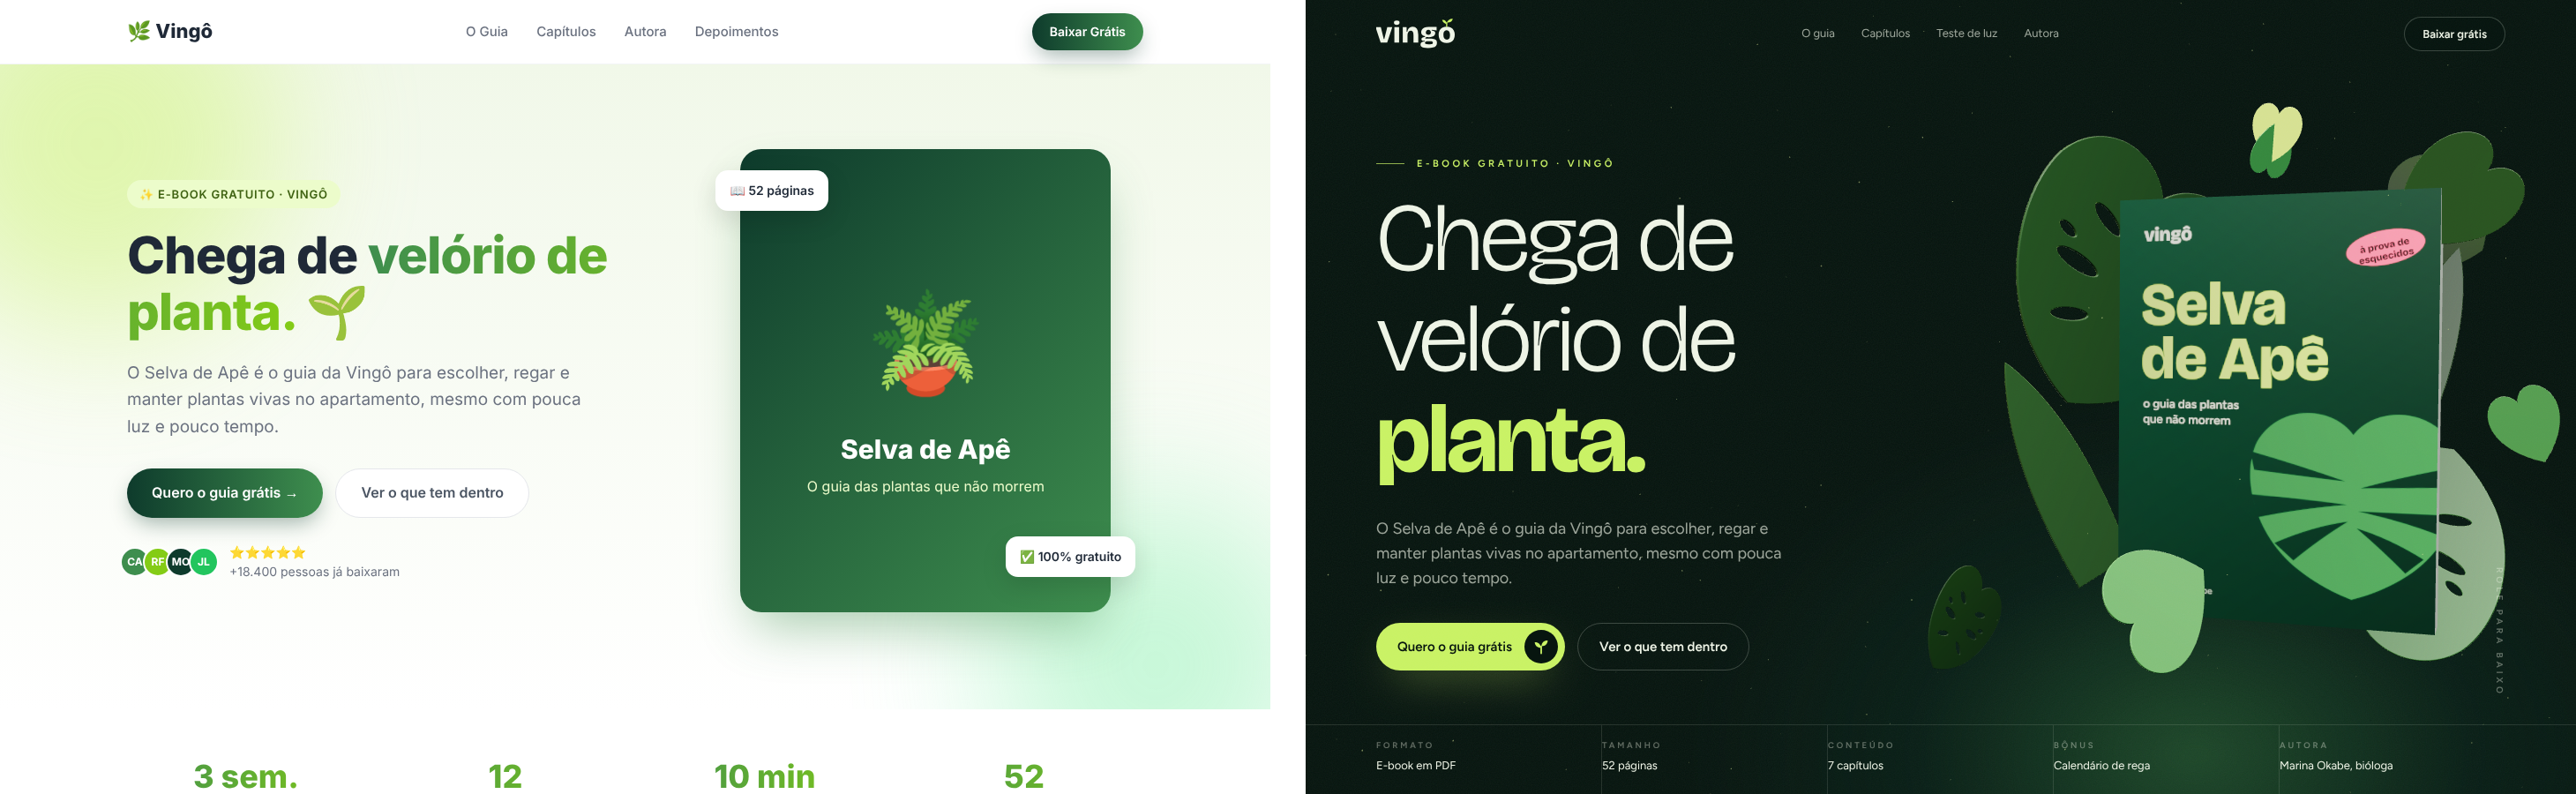 Vingô
O Guia
Capítulos
Autora
Depoimentos
Baixar Grátis
✨ E-BOOK GRATUITO · VINGÔ
Chega de velório de
planta. 🌱
O Selva de Apê é o guia da Vingô para escolher, regar e
manter plantas vivas no apartamento, mesmo com pouca
luz e pouco tempo.
Quero o guia grátis →
Ver o que tem dentro
CA
RF
MO
JL
⭐⭐⭐⭐⭐
+18.400 pessoas já baixaram
📖 52 páginas
Selva de Apê
O guia das plantas que não morrem
✅ 100% gratuito
3 sem.
12
10 min
52
vingô
O guia
Capítulos
Teste de luz
Autora
Baixar grátis
E-BOOK GRATUITO · VINGÔ
Chega de
velório de
planta.
O Selva de Apê é o guia da Vingô para escolher, regar e
manter plantas vivas no apartamento, mesmo com pouca
luz e pouco tempo.
Quero o guia grátis
Ver o que tem dentro
vingô
à prova de
esquecidos
Selva
de Apê
o guia das plantas
que não morrem
PARA BAIXO
FORMATO
E-book em PDF
TAMANHO
52 páginas
CONTEÚDO
7 capítulos
BÔNUS
Calendário de rega
AUTORA
Marina Okabe, bióloga